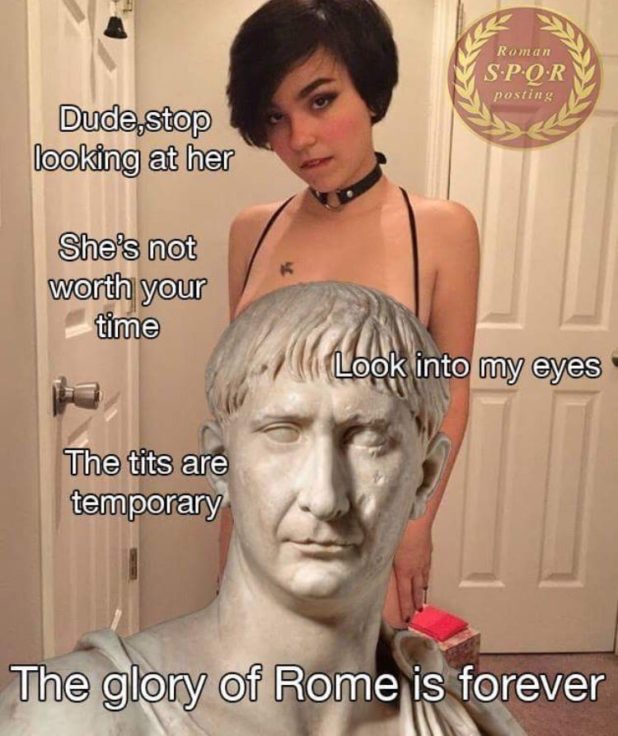 Roman
S·P·Q·R
posting
Dude,stop
looking at her
She's not
worth your
time
Look into my eyes
The tits are
temporary
The glory of Rome is forever